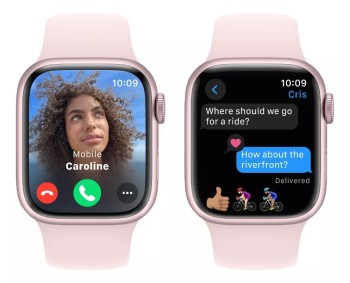 10:09
Mobile
Caroline
10:09
Cris
Where should we go
for a ride?
How about the
riverfront?
Delivered